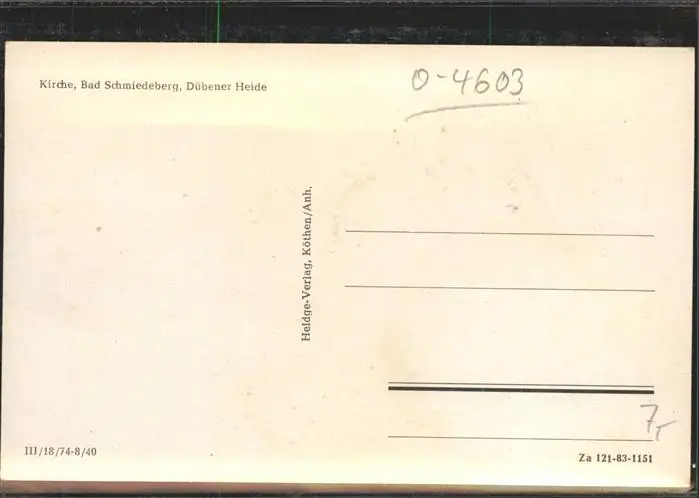 Kirche, Bad Schmiedeberg, Dübener Heide
O-4603
Heldge-Verlag, Köthen/Anh.
7,-
III/18/74-8/40
Za 121-83-1151